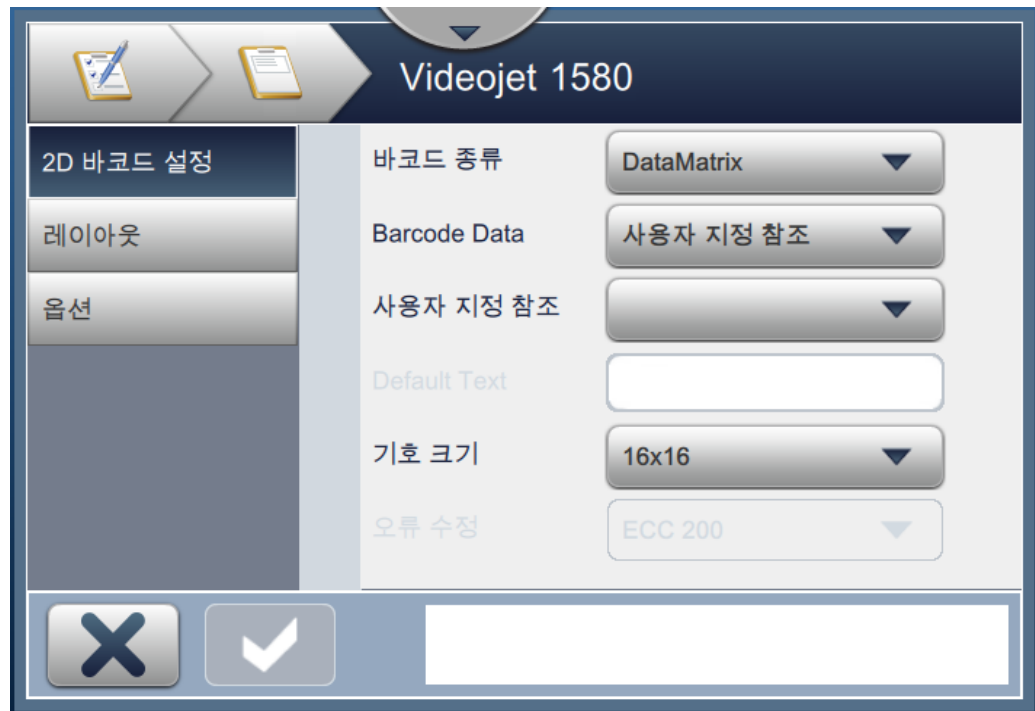 Videojet 1580
2D 바코드 설정
레이아웃
옵션
바코드 종류
DataMatrix
Barcode Data
사용자 지정 참조
사용자 지정 참조
Default Text
기호 크기
16x16
오류 수정
ECC 200